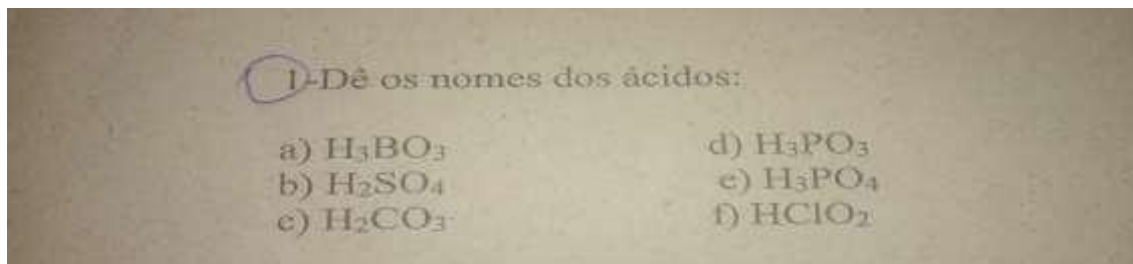 1-Dê os nomes dos ácidos:
a) H₃BO₃
b) H₂SO₄
c) H₂CO₃
d) H₃PO₃
e) H₃PO₄
f) HClO₂